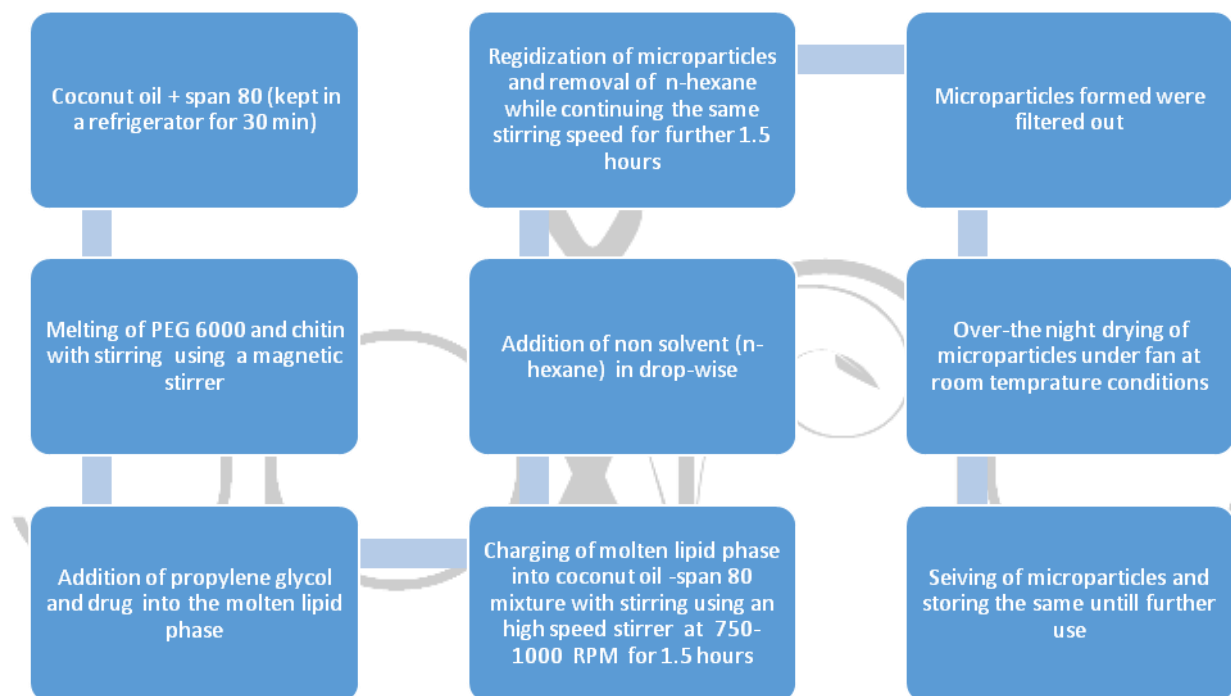 Coconut oil + span 80 (kept in
a refrigerator for 30 min)
Melting of PEG 6000 and chitin
with stirring using a magnetic
stirrer
Addition of propylene glycol
and drug into the molten lipid
phase
Charging of molten lipid phase
into coconut oil -span 80
mixture with stirring using an
high speed stirrer at 750-
1000 RPM for 1.5 hours
Addition of non solvent (n-
hexane) in drop-wise
Regidization of microparticles
and removal of n-hexane
while continuing the same
stirring speed for further 1.5
hours
Microparticles formed were
filtered out
Over-the night drying of
microparticles under fan at
room temprature conditions
Seiving of microparticles and
storing the same untill further
use